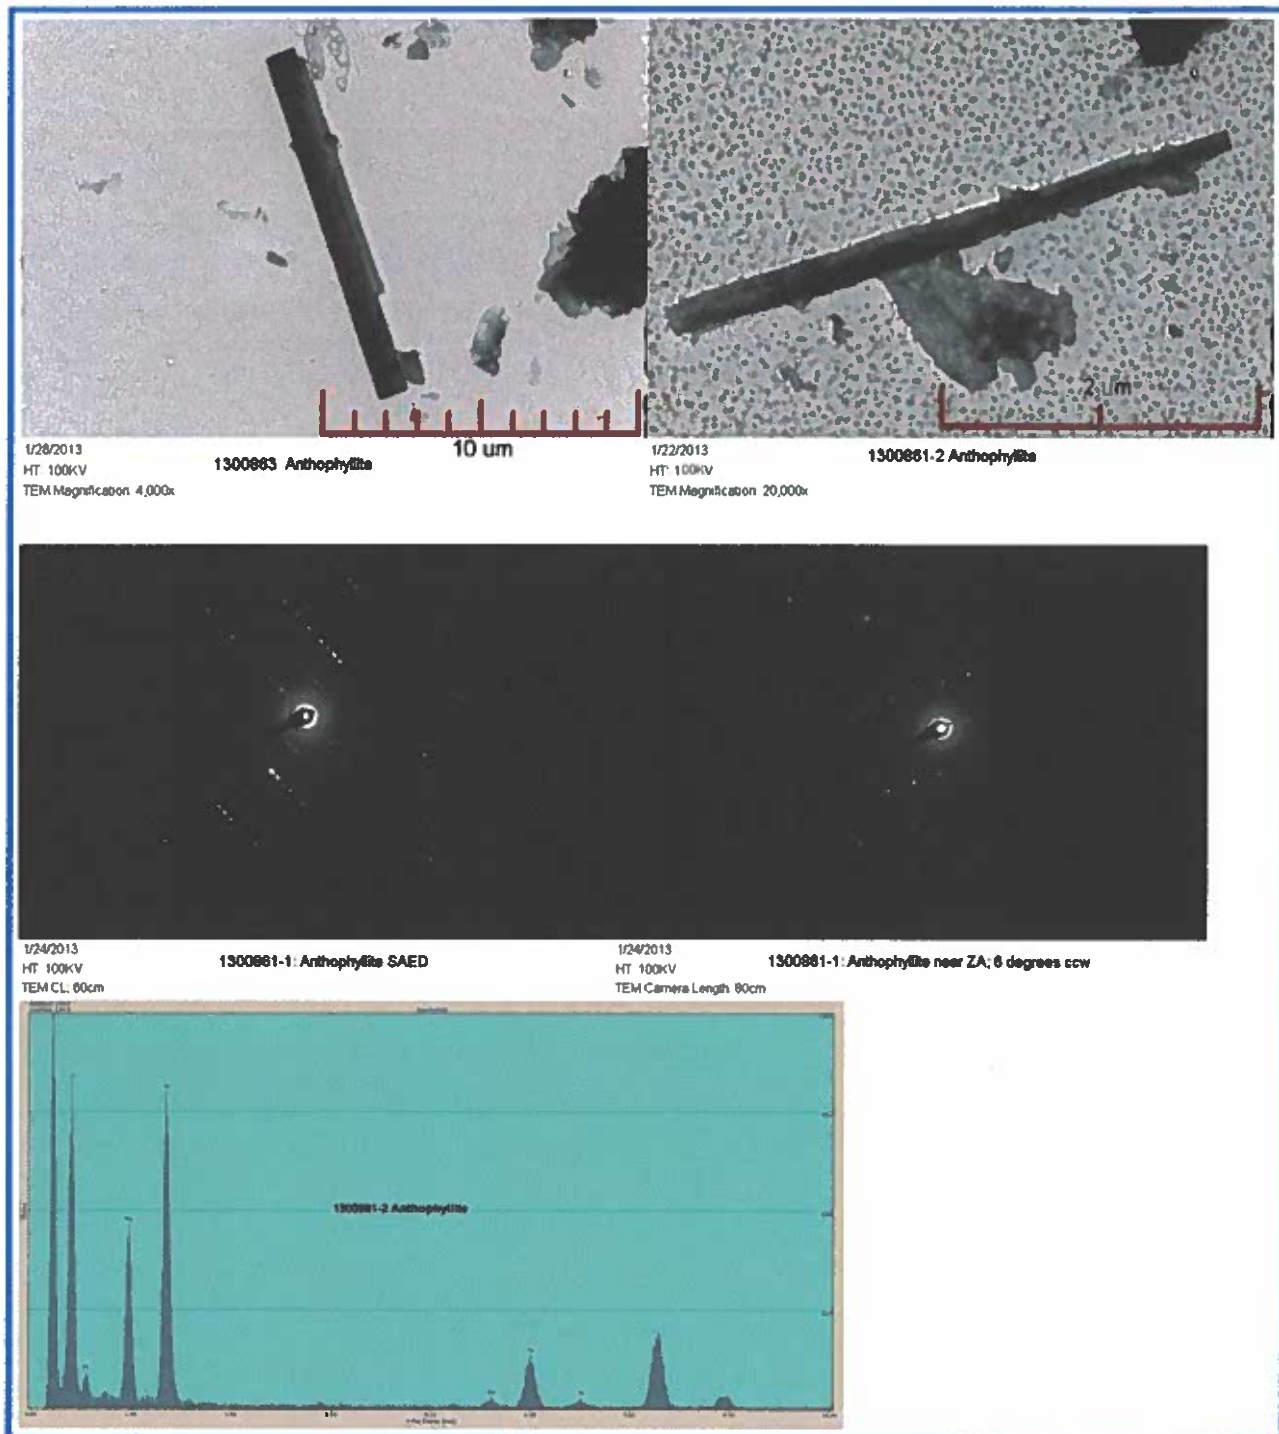 10 um
1/28/2013
HT: 100KV
TEM Magnification: 4,000x
1300863 Anthophyllite
2 um
1/22/2013
HT: 100KV
TEM Magnification: 20,000x
1300861-2 Anthophyllite
1/24/2013
HT: 100KV
TEM CL: 60cm
1300861-1: Anthophyllite SAED
1/24/2013
HT: 100KV
TEM Camera Length: 80cm
1300861-1: Anthophyllite near ZA; 6 degrees ccw
1300861-2 Anthophyllite